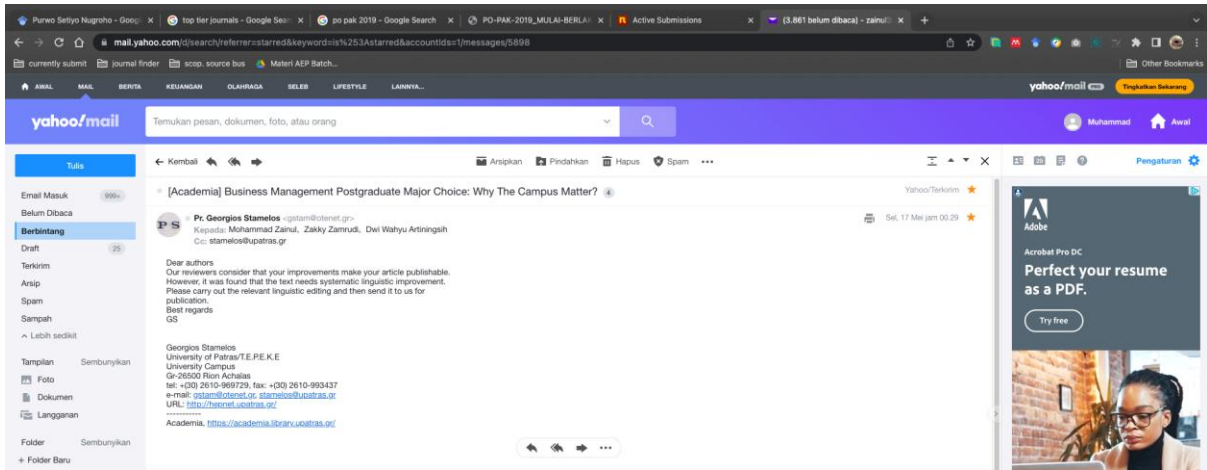 Purwo Setiyo Nugroho - Googl
top tier journals - Google Sear
po pak 2019 - Google Search
PO-PAK-2019_MULAI-BERLAK
Active Submissions
(3.861 belum dibaca) - zainul
mail.yahoo.com/d/search/referrer=starred&keyword=is%253Astarred&accountIds=1/messages/5898
currently submit journal finder scop. source bus Materi AEP Batch... Other Bookmarks
AWAL MAIL BERITA KEUANGAN OLAHRAGA SELEB LIFESTYLE LAINNYA... yahoo!mail PRO Tingkatkan Sekarang
yahoo!mail Temukan pesan, dokumen, foto, atau orang Muhammad Awal
Tulis Kembali Arsipkan Pindahkan Hapus Spam Pengaturan
Email Masuk 999+
Belum Dibaca
Berbintang
Draft 25
Terkirim
Arsip
Spam
Sampah
Lebih sedikit
Tampilan Sembunyikan
Foto
Dokumen
Langganan
Folder Sembunyikan
+ Folder Baru
[Academia] Business Management Postgraduate Major Choice: Why The Campus Matter? 4 Yahoo/Terkirim
P S Pr. Georgios Stamelos <gstam@otenet.gr> Sel, 17 Mei jam 00.29
Kepada: Mohammad Zainul, Zakky Zamrudi, Dwi Wahyu Artiningsih
Cc: stamelos@upatras.gr
Dear authors
Our reviewers consider that your improvements make your article publishable.
However, it was found that the text needs systematic linguistic improvement.
Please carry out the relevant linguistic editing and then send it to us for
publication.
Best regards
GS
Georgios Stamelos
University of Patras/T.E.P.E.K.E
University Campus
Gr-26500 Rion Achaias
tel: +(30) 2610-969729, fax: +(30) 2610-993437
e-mail: gstam@otenet.gr, stamelos@upatras.gr
URL: http://hepnet.upatras.gr/
-----------
Academia, https://academia.library.upatras.gr/
Adobe
Acrobat Pro DC
Perfect your resume
as a PDF.
Try free